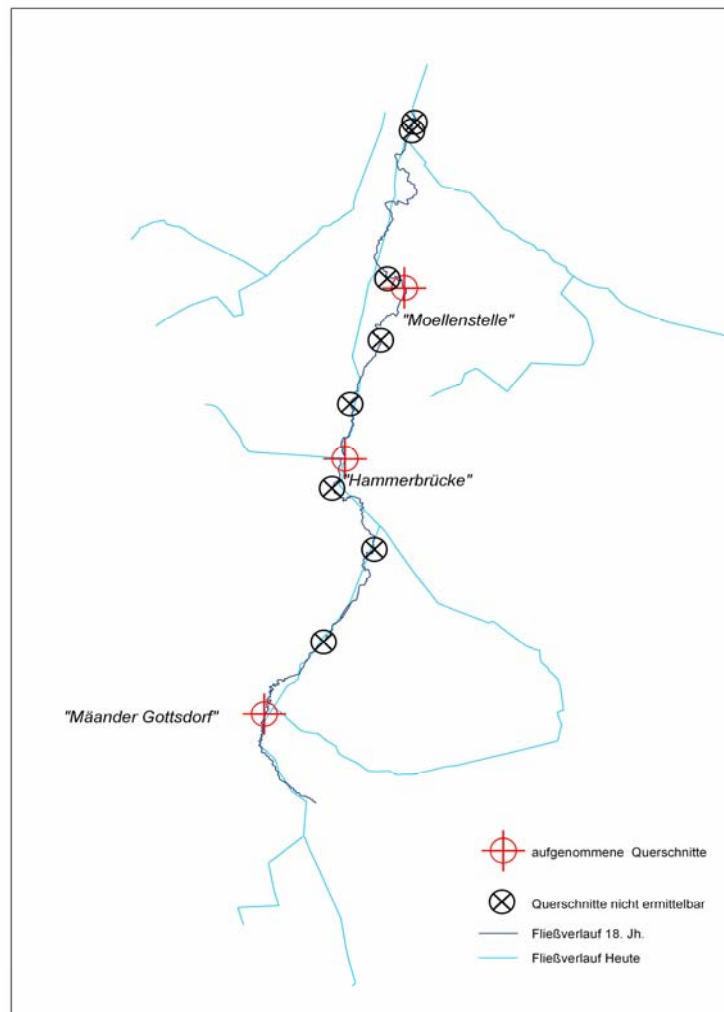 "Moellenstelle"
"Hammerbrücke"
"Mäander Gottsdorf"
aufgenommene Querschnitte
Querschnitte nicht ermittelbar
Fließverlauf 18. Jh.
Fließverlauf Heute